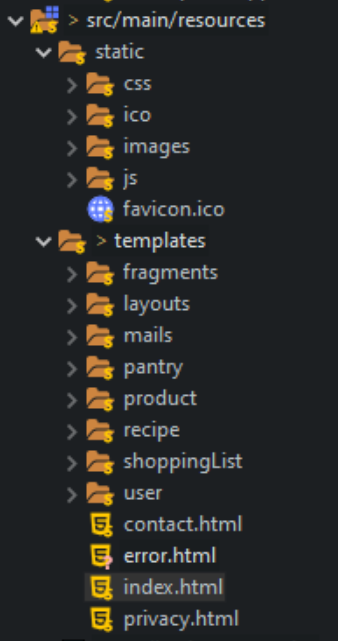 > src/main/resources
static
css
ico
images
js
favicon.ico
> templates
fragments
layouts
mails
pantry
product
recipe
shoppingList
user
contact.html
error.html
index.html
privacy.html